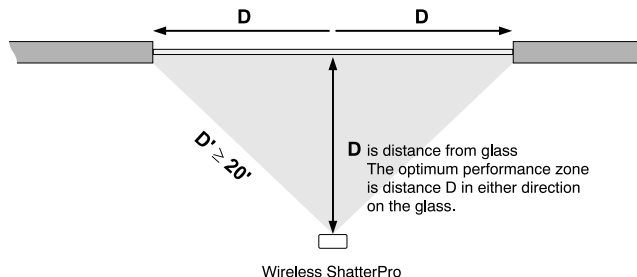 D D
D' ≥ 20'
D is distance from glass
The optimum performance zone
is distance D in either direction
on the glass.
Wireless ShatterPro